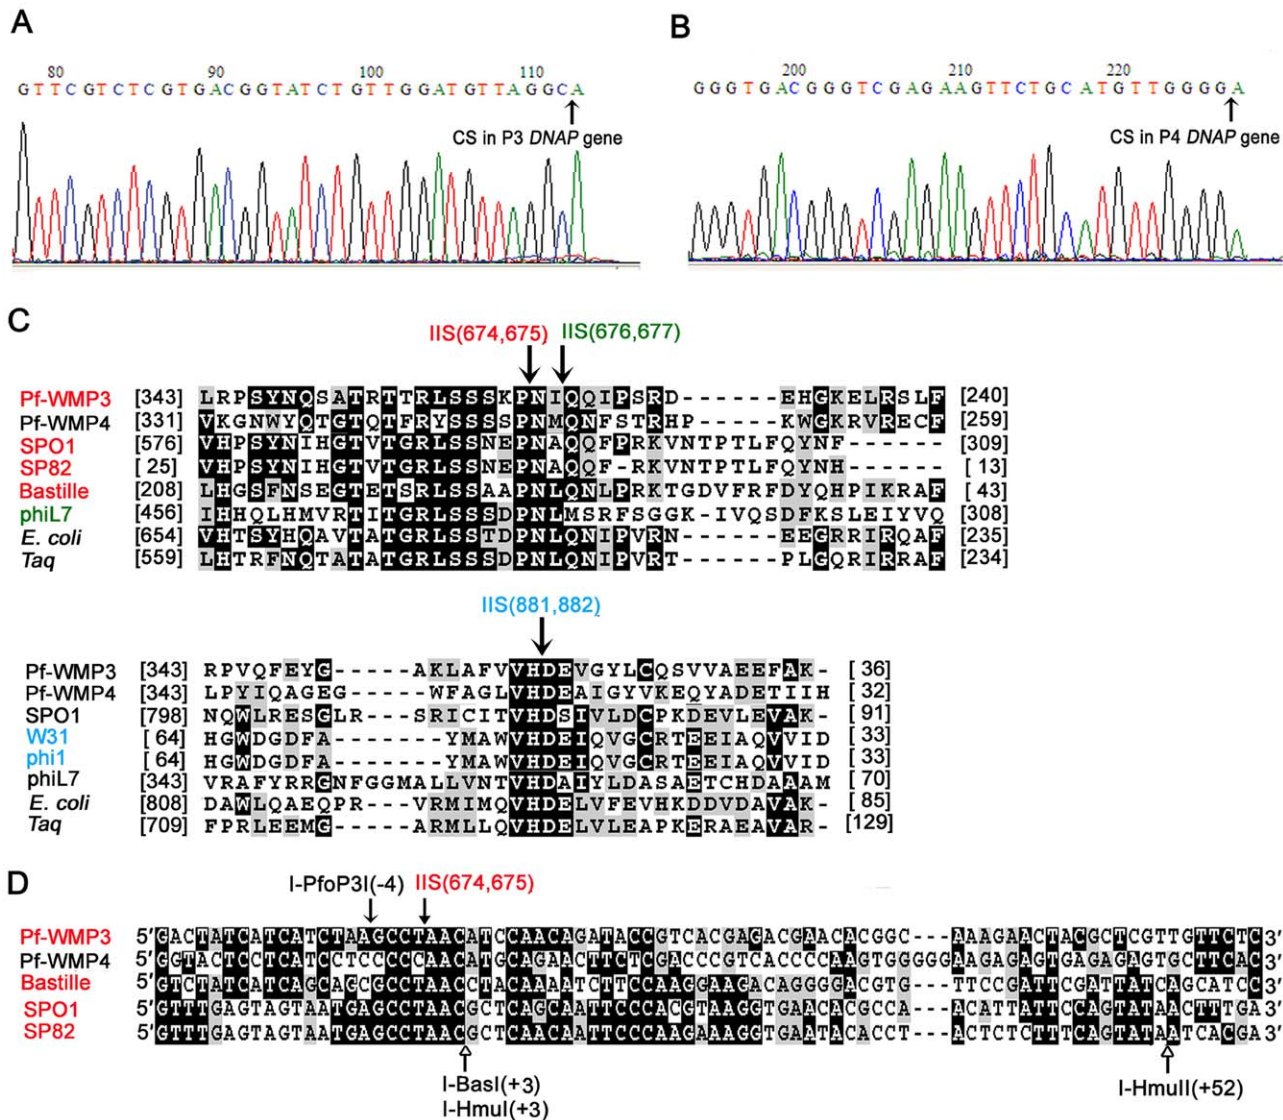 A
80 90 100 110
GTTCGTCTCGTGACGGTATCTGTTGGATGTTAGGCA
CS in P3 DNAP gene
B
200 210 220
GGGTGACGGGTCGAGAAGTTCTGCATGTTGGGGA
CS in P4 DNAP gene
C
IIS(674,675) IIS(676,677)
Pf-WMP3 [343] LRPSYNQSATRTTRLSSSKPNIQQIPSRD------EHGKELRSLF [240]
Pf-WMP4 [331] VKGNWYQTGTQTFRYSSSSPNMQNFSTRHP-----KWGKRVRECF [259]
SPO1 [576] VHPSYNIHGTVTGRLSSNEPNAQQFPRKVNTPTLFQYNF------ [309]
SP82 [ 25] VHPSYNIHGTVTGRLSSNEPNAQQF-RKVNTPTLFQYNH------ [ 13]
Bastille [208] LHGSFNSEGTETSRLSSAAPNLQNLPRKTGDVFRFDYQHPIKRAF [ 43]
phiL7 [456] IHHQLHMVRTITGRLSSSDPNLMSRFSGGK-IVQSDFKSLEIYVQ [308]
E. coli [654] VHTSYHQAVTATGRLSSTDPNLQNIPVRN------EEGRRIRQAF [235]
Taq [559] LHTRFNQTATATGRLSSSDPNLQNIPVRT------PLGQRIRRAF [234]
IIS(881,882)
Pf-WMP3 [343] RPVQFEYG-----AKLAFVVHDEVGYLCQSVVAEEFAK- [ 36]
Pf-WMP4 [343] LPYIQAGEG-----WFAGLVHDEAIGYVKEQYADETIIH [ 32]
SPO1 [798] NQWLRESGLR---SRICITVHDSIVLDCPKDEVLEVAK- [ 91]
W31 [ 64] HGWDGDFA-------YMAWVHDEIQVGCRTEEIAQVVID [ 33]
phi1 [ 64] HGWDGDFA-------YMAWVHDEIQVGCRTEEIAQVVID [ 33]
phiL7 [343] VRAFYRRGNFGGMALLVNTVHDALYLDASAETCHDAAAM [ 70]
E. coli [808] DAWLQAEQPR---VRMIMQVHDELVFEVHKDDVDAVAK- [ 85]
Taq [709] FPRLEEMG-----ARMLLQVHDELVLEAPKERAEAVAR- [129]
D
I-PfoP3I(-4) IIS(674,675)
Pf-WMP3 5'GACTATCATCATCTAAGCCTAACATCCAACAGATACCGTCACGAGACGAACACGGC---AAAGAACTACGCTCGTTGTTCTC3'
Pf-WMP4 5'GGTACTCCTCATCCTCCCCCAACATGCAGAACTTCTCGACCCGTCACCCCAAGTGGGGGAAGAGAGTGAGAGAGTGCTTCAC3'
Bastille 5'GTCTATCATCAGCAGCGCCTAACCTACAAAATCTTCCAAGGAAGACAGGGGACGTG---TTCCGATTCGATTATCAGCATCC3'
SPO1 5'GTTTGAGTAGTAATGAGCCTAACGCTCAGCAATTCCCACGTAAGGTGAACACGCCA---ACATTATTCCAGTATAACTTTGA3'
SP82 5'GTTTGAGTAGTAATGAGCCTAACGCTCAACAATTCCCAAGAAAGGTGAATACACCT---ACTCTCTTTCAGTATAATCACGA3'
I-BasI(+3)
I-HmuI(+3)
I-HmuII(+52)